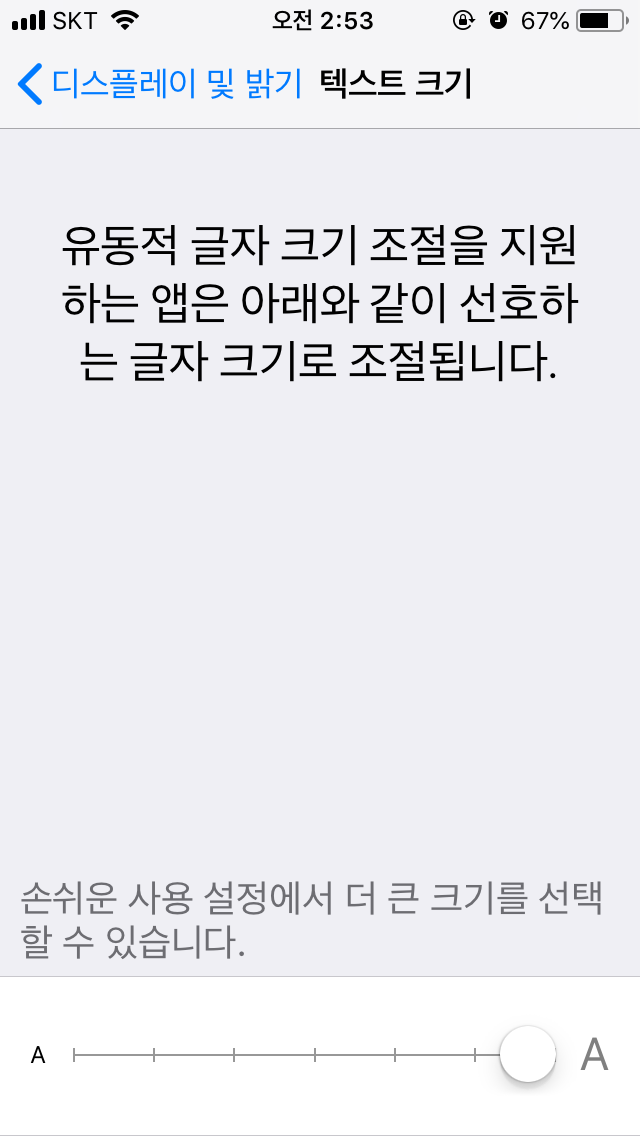 SKT 오전 2:53 67%
디스플레이 및 밝기 텍스트 크기
유동적 글자 크기 조절을 지원
하는 앱은 아래와 같이 선호하
는 글자 크기로 조절됩니다.
손쉬운 사용 설정에서 더 큰 크기를 선택
할 수 있습니다.
A A